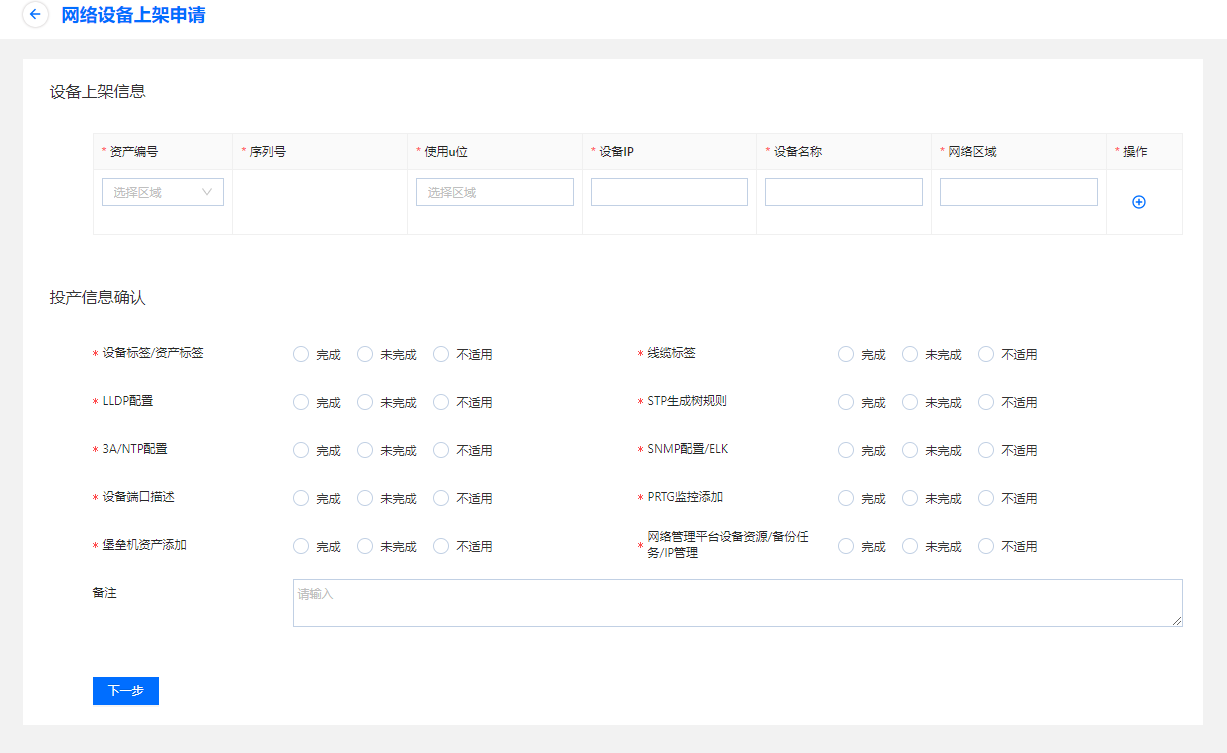 网络设备上架申请
设备上架信息
* 资产编号 * 序列号 * 使用u位 * 设备IP * 设备名称 * 网络区域 * 操作
选择区域 选择区域
投产信息确认
* 设备标签/资产标签 完成 未完成 不适用 * 线缆标签 完成 未完成 不适用
* LLDP配置 完成 未完成 不适用 * STP生成树规则 完成 未完成 不适用
* 3A/NTP配置 完成 未完成 不适用 * SNMP配置/ELK 完成 未完成 不适用
* 设备端口描述 完成 未完成 不适用 * PRTG监控添加 完成 未完成 不适用
* 堡垒机资产添加 完成 未完成 不适用 * 网络管理平台设备资源/备份任
务/IP管理 完成 未完成 不适用
备注 请输入
下一步